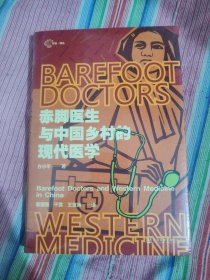 BAREFOOT
DOCTORS
赤脚医生
与中国乡村的
现代医学
Barefoot Doctors and Western Medicine
in China
WESTERN
MEDICINE